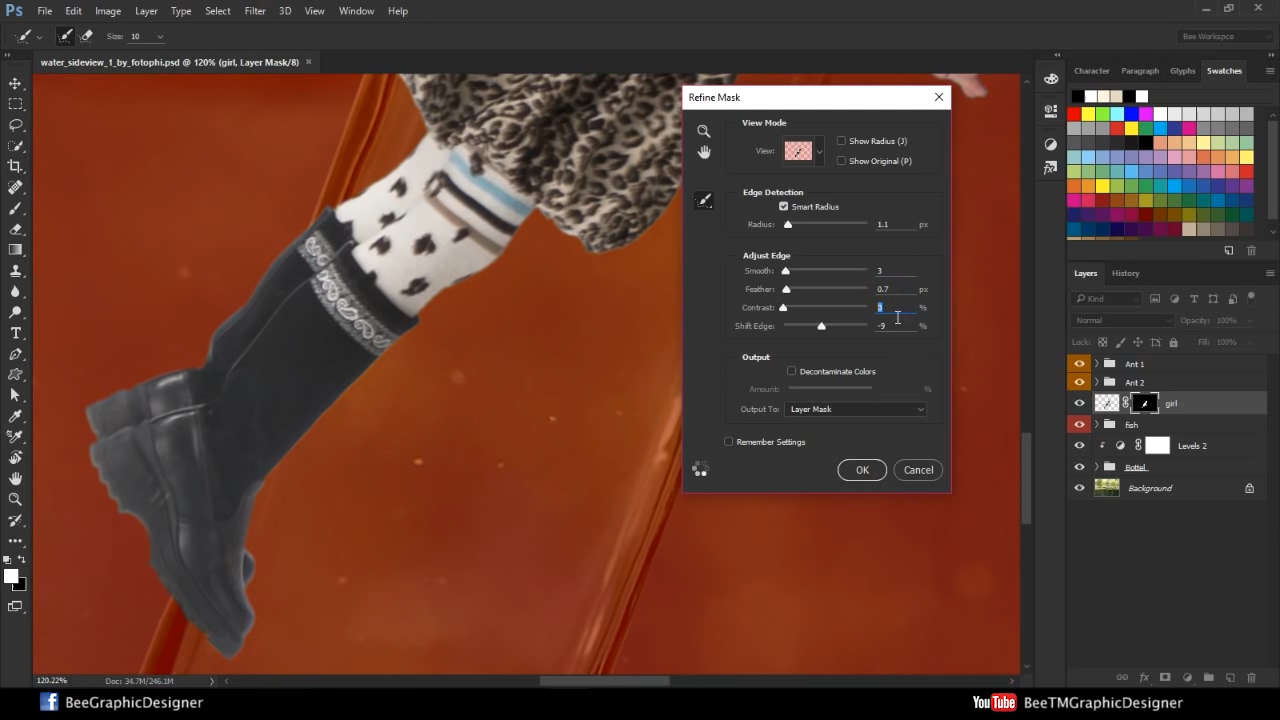 Ps File Edit Image Layer Type Select Filter 3D View Window Help
Size: 10
Bee Workspace
water_sideview_1_by_fotophi.psd @ 120% (girl, Layer Mask/8) ×
Character Paragraph Glyphs Swatches
Refine Mask
View Mode
View:
Show Radius (J)
Show Original (P)
Edge Detection
Smart Radius
Radius: 1.1 px
Adjust Edge
Smooth: 3
Feather: 0.7 px
Contrast: %
Shift Edge: -9 %
Output
Decontaminate Colors
Amount: %
Output To: Layer Mask
Remember Settings
OK Cancel
Layers History
Kind
Normal Opacity: 100%
Lock: Fill: 100%
Ant 1
Ant 2
girl
fish
Levels 2
Bottel
Background
fx
120.22% Doc: 34.7M/246.1M
f BeeGraphicDesigner
YouTube BeeTMGraphicDesigner